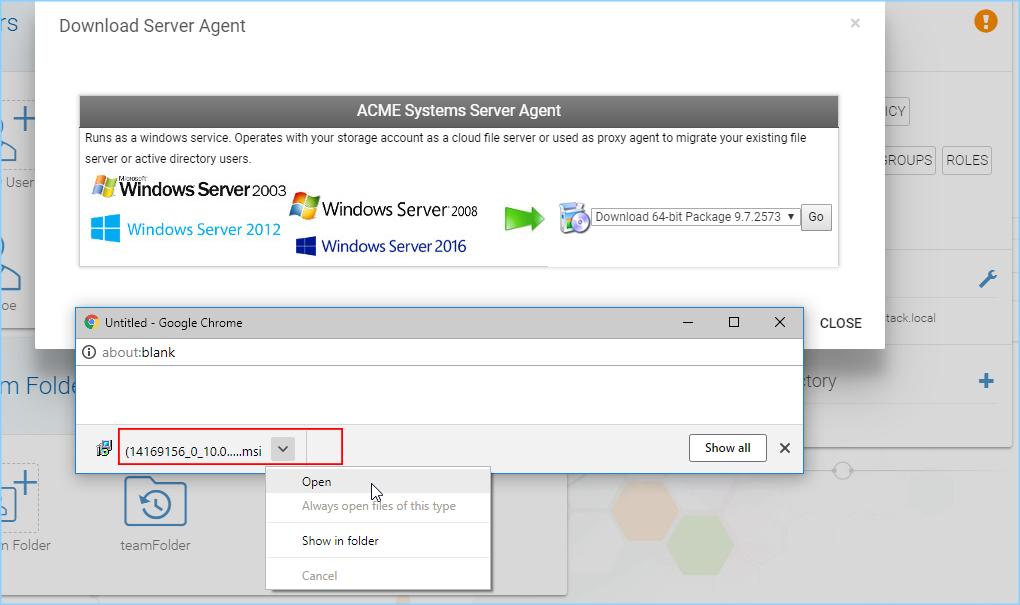 rs
Download Server Agent
×
ACME Systems Server Agent
Runs as a windows service. Operates with your storage account as a cloud file server or used as proxy agent to migrate your existing file
server or active directory users.
Microsoft
Windows Server 2003
Windows Server 2008
Windows Server 2012
Windows Server 2016
Download 64-bit Package 9.7.2573
Go
ICY
GROUPS
ROLES
User
oe
tack.local
CLOSE
Untitled - Google Chrome
about:blank
m Folde
ctory
(14169156_0_10.0.....msi
Show all
Open
Always open files of this type
Show in folder
Cancel
m Folder
teamFolder